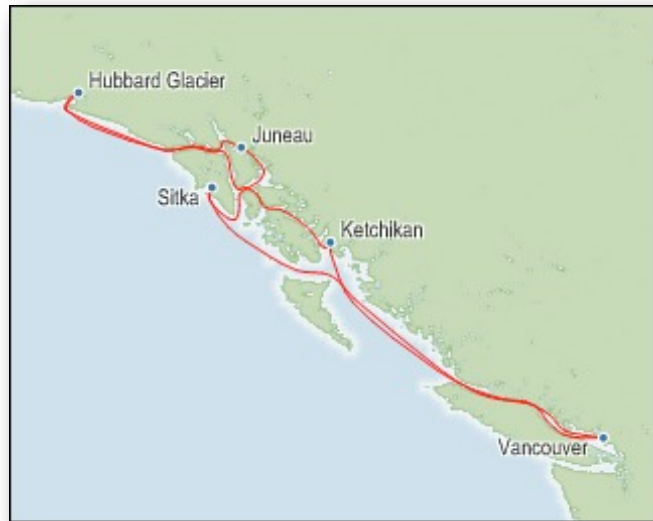 Hubbard Glacier
Juneau
Sitka
Ketchikan
Vancouver